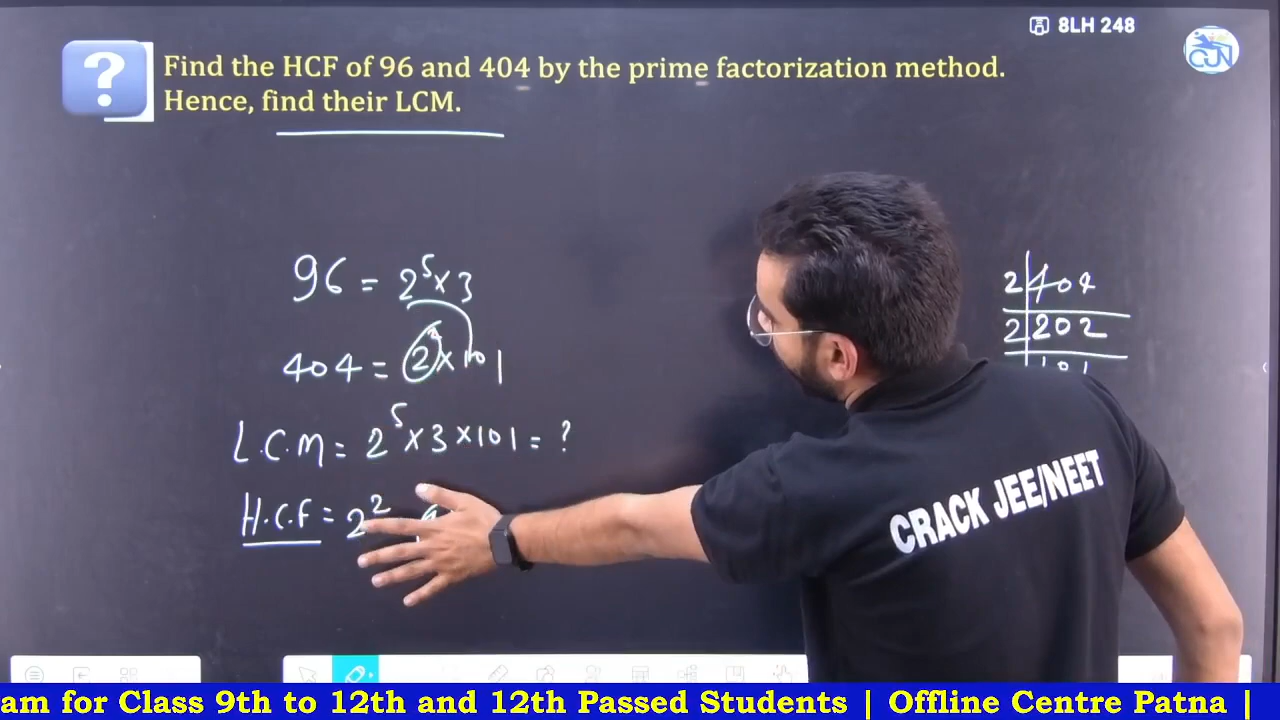 8LH 248
CJN
?
Find the HCF of 96 and 404 by the prime factorization method.
Hence, find their LCM.
96 = 2⁵ × 3
404 = 2² × 101
L.C.M = 2⁵ × 3 × 101 = ?
H.C.F = 2²
2 404
2 202
101
CRACK JEE/NEET
am for Class 9th to 12th and 12th Passed Students | Offline Centre Patna |